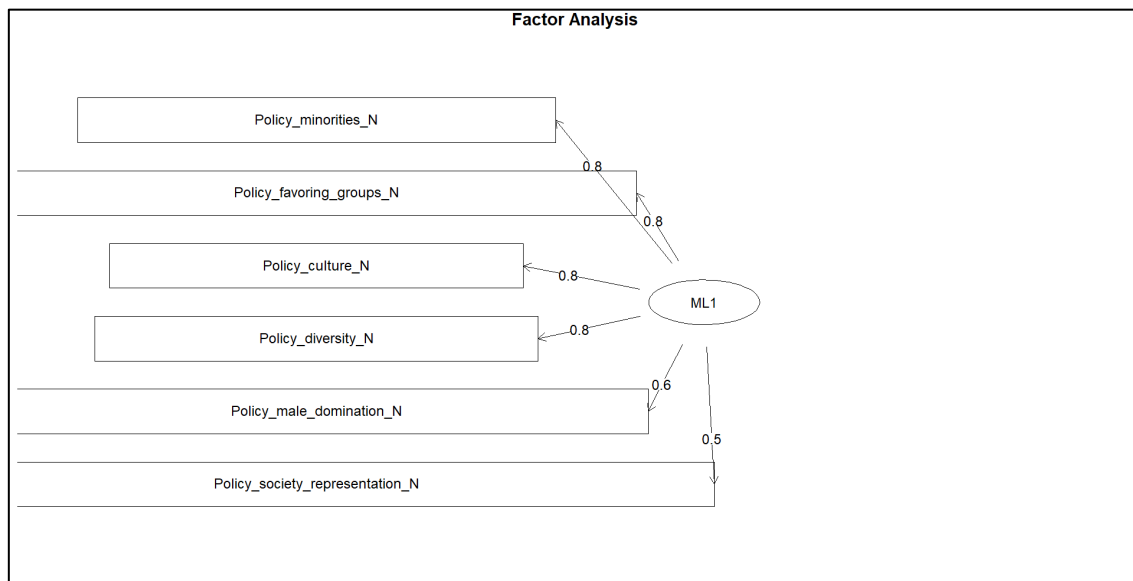 Factor Analysis
Policy_minorities_N
0.8
Policy_favoring_groups_N
0.8
Policy_culture_N
0.8
ML1
Policy_diversity_N
0.8
Policy_male_domination_N
0.6
0.5
Policy_society_representation_N